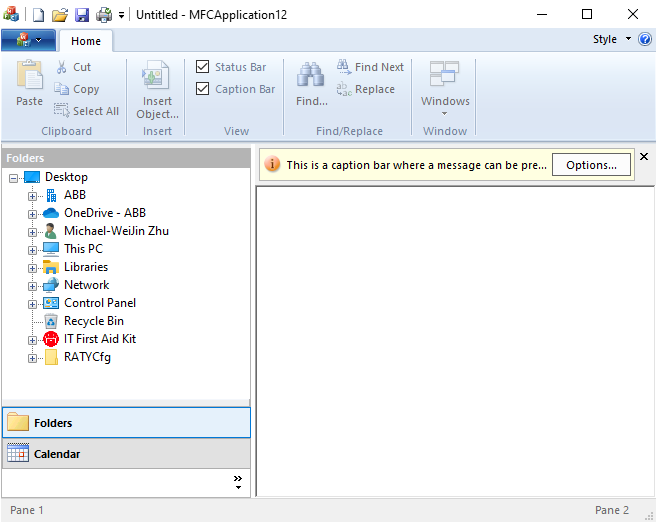 Untitled - MFCApplication12
Home
Style
Paste
Cut
Copy
Select All
Clipboard
Insert
Object...
Insert
Status Bar
Caption Bar
View
Find...
Find Next
Replace
Find/Replace
Windows
Window
Folders
This is a caption bar where a message can be pre...
Options...
Desktop
ABB
OneDrive - ABB
Michael-WeiJin Zhu
This PC
Libraries
Network
Control Panel
Recycle Bin
IT First Aid Kit
RATYCfg
Folders
Calendar
Pane 1
Pane 2